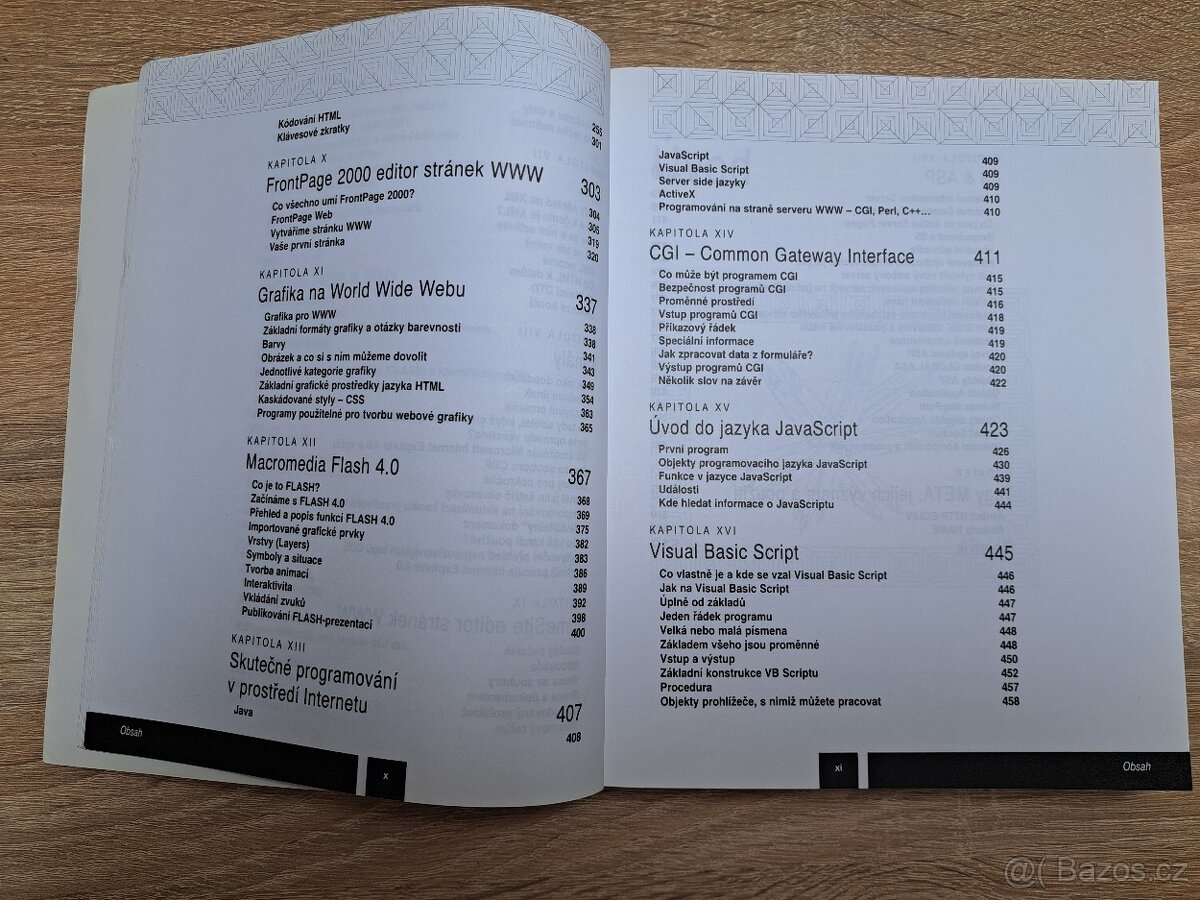 Kódování HTML 255
Klávesové zkratky 301
KAPITOLA X
FrontPage 2000 editor stránek WWW 303
Co všechno umí FrontPage 2000? 304
FrontPage Web 305
Vytváříme stránku WWW 319
Vaše první stránka 320
KAPITOLA XI
Grafika na World Wide Webu 337
Grafika pro WWW 338
Základní formáty grafiky a otázky barevnosti 338
Barvy 341
Obrázek a co si s ním můžeme dovolit 343
Jednotlivé kategorie grafiky 349
Základní grafické prostředky jazyka HTML 354
Kaskádované styly – CSS 363
Programy použitelné pro tvorbu webové grafiky 365
KAPITOLA XII
Macromedia Flash 4.0 367
Co je to FLASH? 368
Začínáme s FLASH 4.0 369
Přehled a popis funkcí FLASH 4.0 375
Importované grafické prvky 382
Vrstvy (Layers) 383
Symboly a situace 386
Tvorba animací 389
Interaktivita 392
Vkládání zvuků 398
Publikování FLASH-prezentací 400
KAPITOLA XIII
Skutečné programování
v prostředí Internetu 407
Java 408
Obsah x
JavaScript 409
Visual Basic Script 409
Server side jazyky 409
ActiveX 410
Programování na straně serveru WWW – CGI, Perl, C++... 410
KAPITOLA XIV
CGI – Common Gateway Interface 411
Co může být programem CGI 415
Bezpečnost programů CGI 415
Proměnné prostředí 416
Vstup programů CGI 418
Příkazový řádek 419
Speciální informace 419
Jak zpracovat data z formuláře? 420
Výstup programů CGI 420
Několik slov na závěr 422
KAPITOLA XV
Úvod do jazyka JavaScript 423
První program 426
Objekty programovacího jazyka JavaScript 430
Funkce v jazyce JavaScript 439
Události 441
Kde hledat informace o JavaScriptu 444
KAPITOLA XVI
Visual Basic Script 445
Co vlastně je a kde se vzal Visual Basic Script 446
Jak na Visual Basic Script 446
Úplně od základů 447
Jeden řádek programu 447
Velká nebo malá písmena 448
Základem všeho jsou proměnné 448
Vstup a výstup 450
Základní konstrukce VB Scriptu 452
Procedura 457
Objekty prohlížeče, s nimiž můžete pracovat 458
xi Obsah
@( Bazos.cz